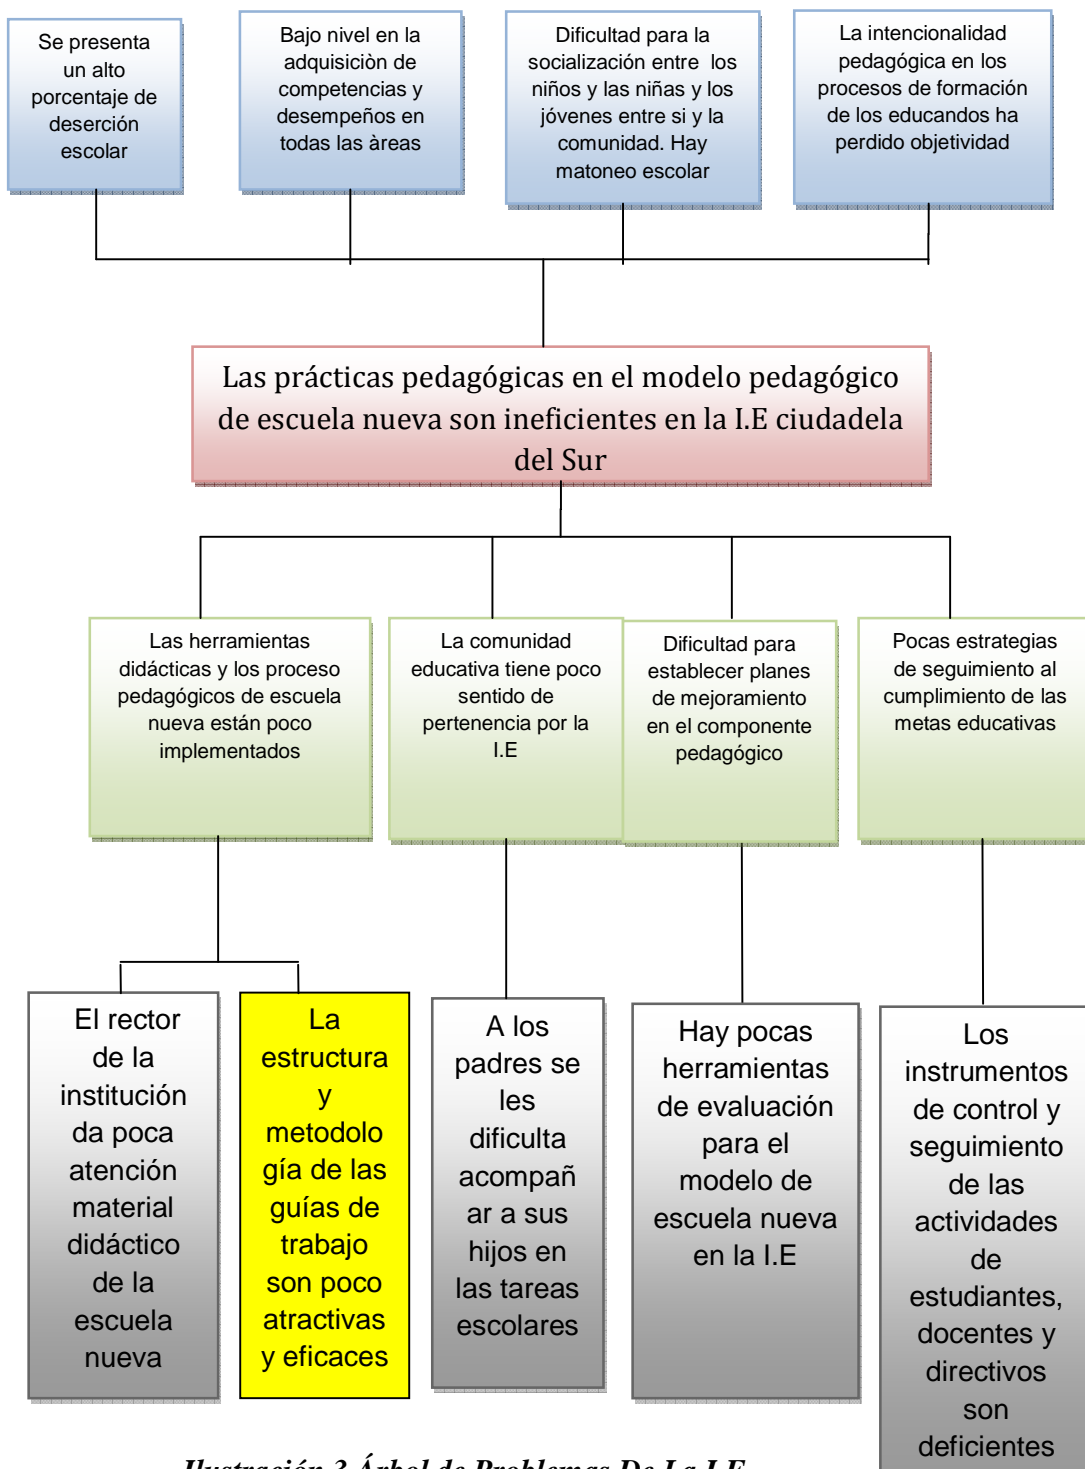 Se presenta
un alto
porcentaje de
deserción
escolar
Bajo nivel en la
adquisiciòn de
competencias y
desempeños en
todas las àreas
Dificultad para la
socialización entre los
niños y las niñas y los
jóvenes entre si y la
comunidad. Hay
matoneo escolar
La intencionalidad
pedagógica en los
procesos de formación
de los educandos ha
perdido objetividad
Las prácticas pedagógicas en el modelo pedagógico
de escuela nueva son ineficientes en la I.E ciudadela
del Sur
Las herramientas
didácticas y los proceso
pedagógicos de escuela
nueva están poco
implementados
La comunidad
educativa tiene poco
sentido de
pertenencia por la
I.E
Dificultad para
establecer planes
de mejoramiento
en el componente
pedagógico
Pocas estrategias
de seguimiento al
cumplimiento de las
metas educativas
El rector
de la
institución
da poca
atención
material
didáctico
de la
escuela
nueva
La
estructura
y
metodolo
gía de las
guías de
trabajo
son poco
atractivas
y eficaces
A los
padres se
les
dificulta
acompañ
ar a sus
hijos en
las tareas
escolares
Hay pocas
herramientas
de evaluación
para el
modelo de
escuela nueva
en la I.E
Los
instrumentos
de control y
seguimiento
de las
actividades
de
estudiantes,
docentes y
directivos
son
deficientes
Ilustración 3 Árbol de Problemas De La I.E